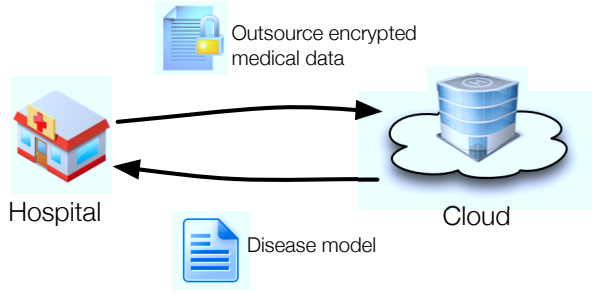 Outsource encrypted
medical data
Hospital
Cloud
Disease model